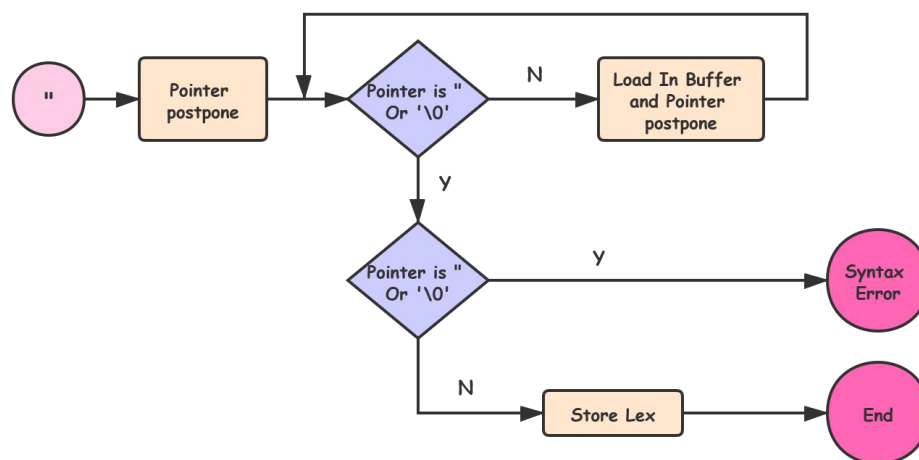 "
Pointer
postpone
Pointer is "
Or '\0'
N
Load In Buffer
and Pointer
postpone
Y
Pointer is "
Or '\0'
Y
Syntax
Error
N
Store Lex
End